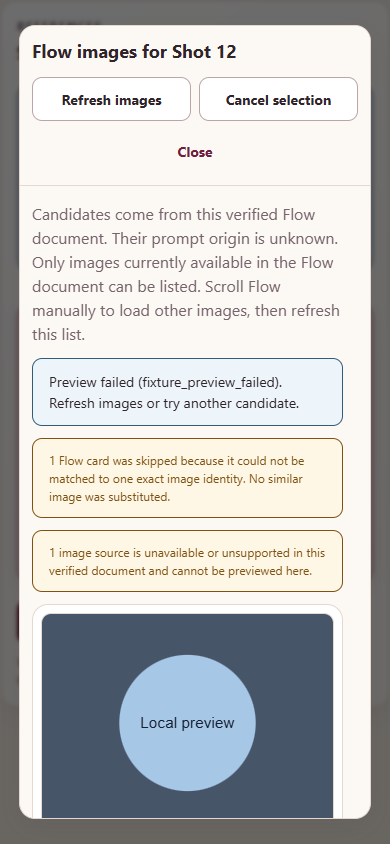 Flow images for Shot 12
Refresh images
Cancel selection
Close
Candidates come from this verified Flow
document. Their prompt origin is unknown.
Only images currently available in the Flow
document can be listed. Scroll Flow
manually to load other images, then refresh
this list.
Preview failed (fixture_preview_failed).
Refresh images or try another candidate.
1 Flow card was skipped because it could not be
matched to one exact image identity. No similar
image was substituted.
1 image source is unavailable or unsupported in this
verified document and cannot be previewed here.
Local preview